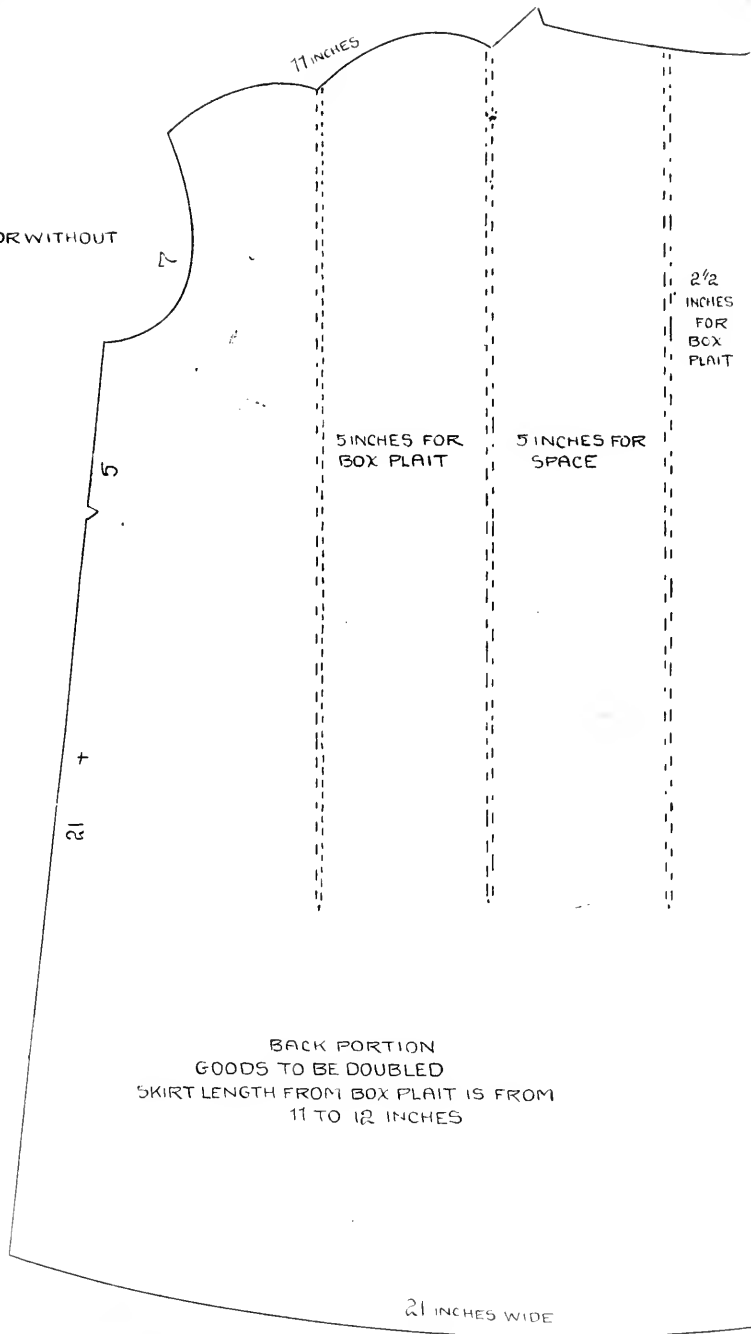 11 INCHES
OR WITHOUT
7
2 1/2
INCHES
FOR
BOX
PLAIT
5 INCHES FOR
BOX PLAIT
5 INCHES FOR
SPACE
5
+
21
BACK PORTION
GOODS TO BE DOUBLED
SKIRT LENGTH FROM BOX PLAIT IS FROM
11 TO 12 INCHES
21 INCHES WIDE